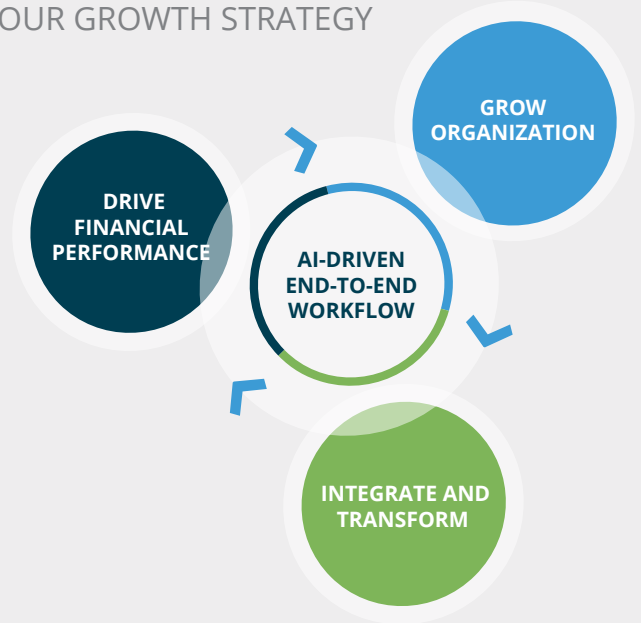 OUR GROWTH STRATEGY
GROW
ORGANIZATION
DRIVE
FINANCIAL
PERFORMANCE
AI-DRIVEN
END-TO-END
WORKFLOW
INTEGRATE AND
TRANSFORM